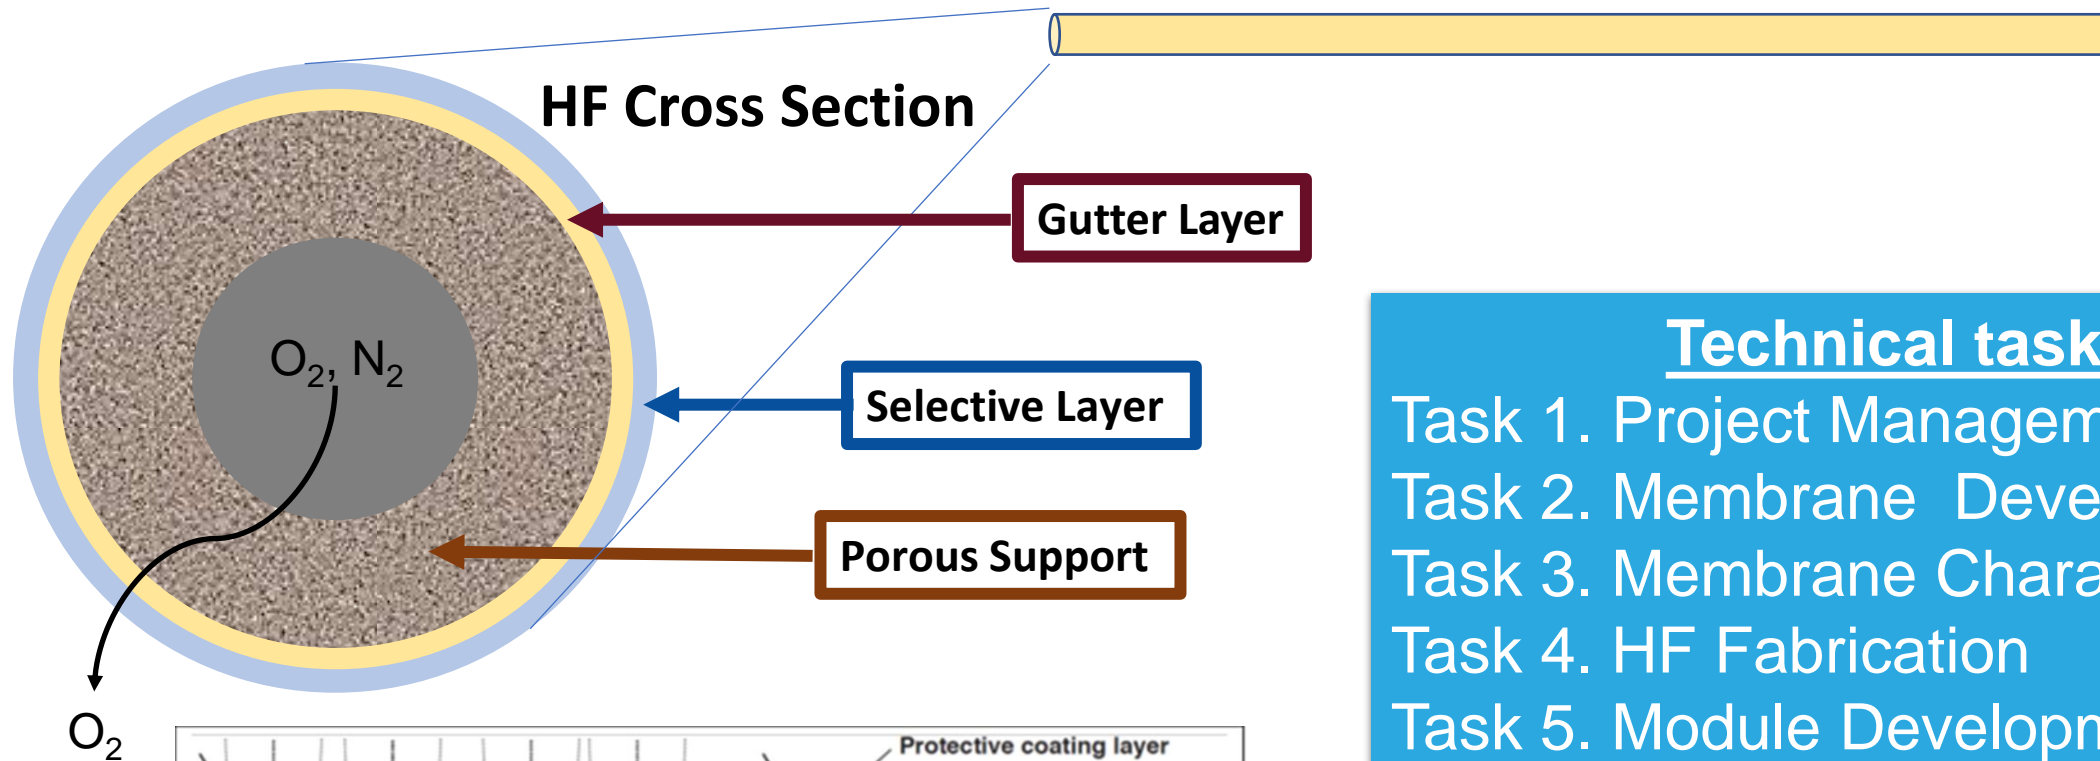 HF Cross Section
Gutter Layer
O₂, N₂
Selective Layer
Porous Support
O₂
Protective coating layer
Technical task
Task 1. Project Managem
Task 2. Membrane  Deve
Task 3. Membrane Chara
Task 4. HF Fabrication
Task 5. Module Developm